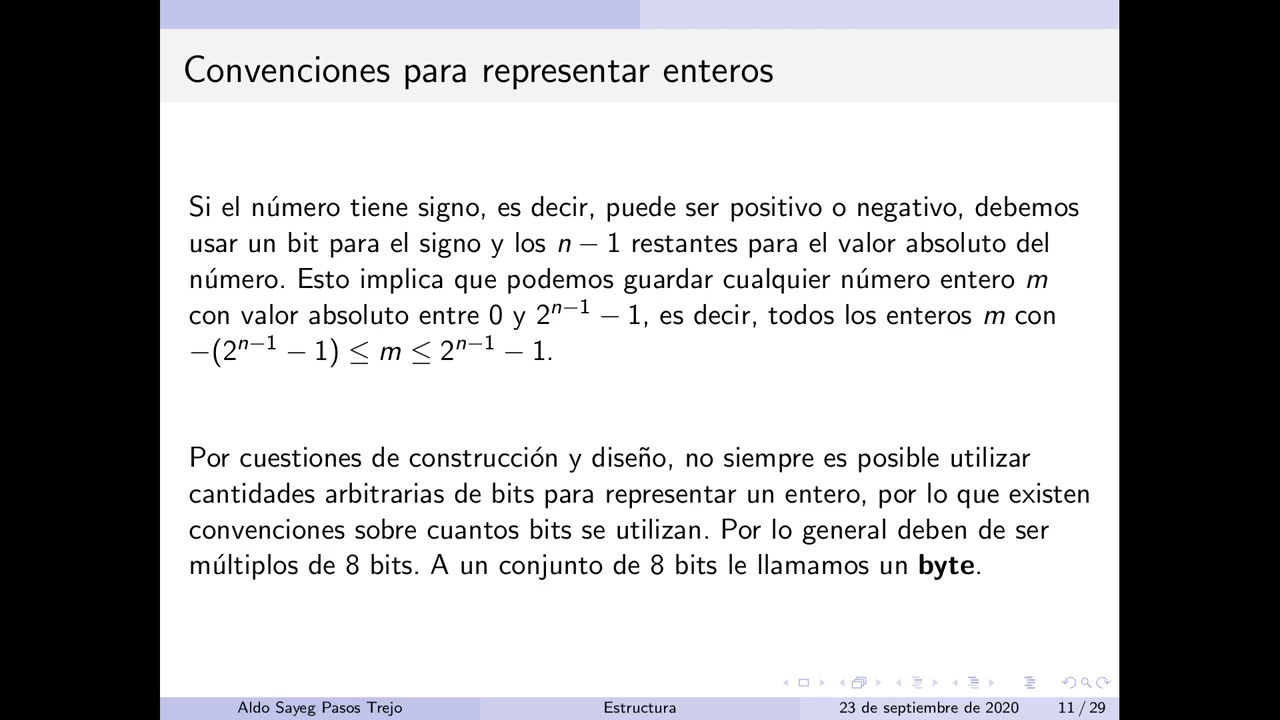 Convenciones para representar enteros
Si el número tiene signo, es decir, puede ser positivo o negativo, debemos
usar un bit para el signo y los n − 1 restantes para el valor absoluto del
número. Esto implica que podemos guardar cualquier número entero m
con valor absoluto entre 0 y 2^{n−1} − 1, es decir, todos los enteros m con
−(2^{n−1} − 1) ≤ m ≤ 2^{n−1} − 1.
Por cuestiones de construcción y diseño, no siempre es posible utilizar
cantidades arbitrarias de bits para representar un entero, por lo que existen
convenciones sobre cuantos bits se utilizan. Por lo general deben de ser
múltiplos de 8 bits. A un conjunto de 8 bits le llamamos un byte.
Aldo Sayeg Pasos Trejo Estructura 23 de septiembre de 2020 11 / 29